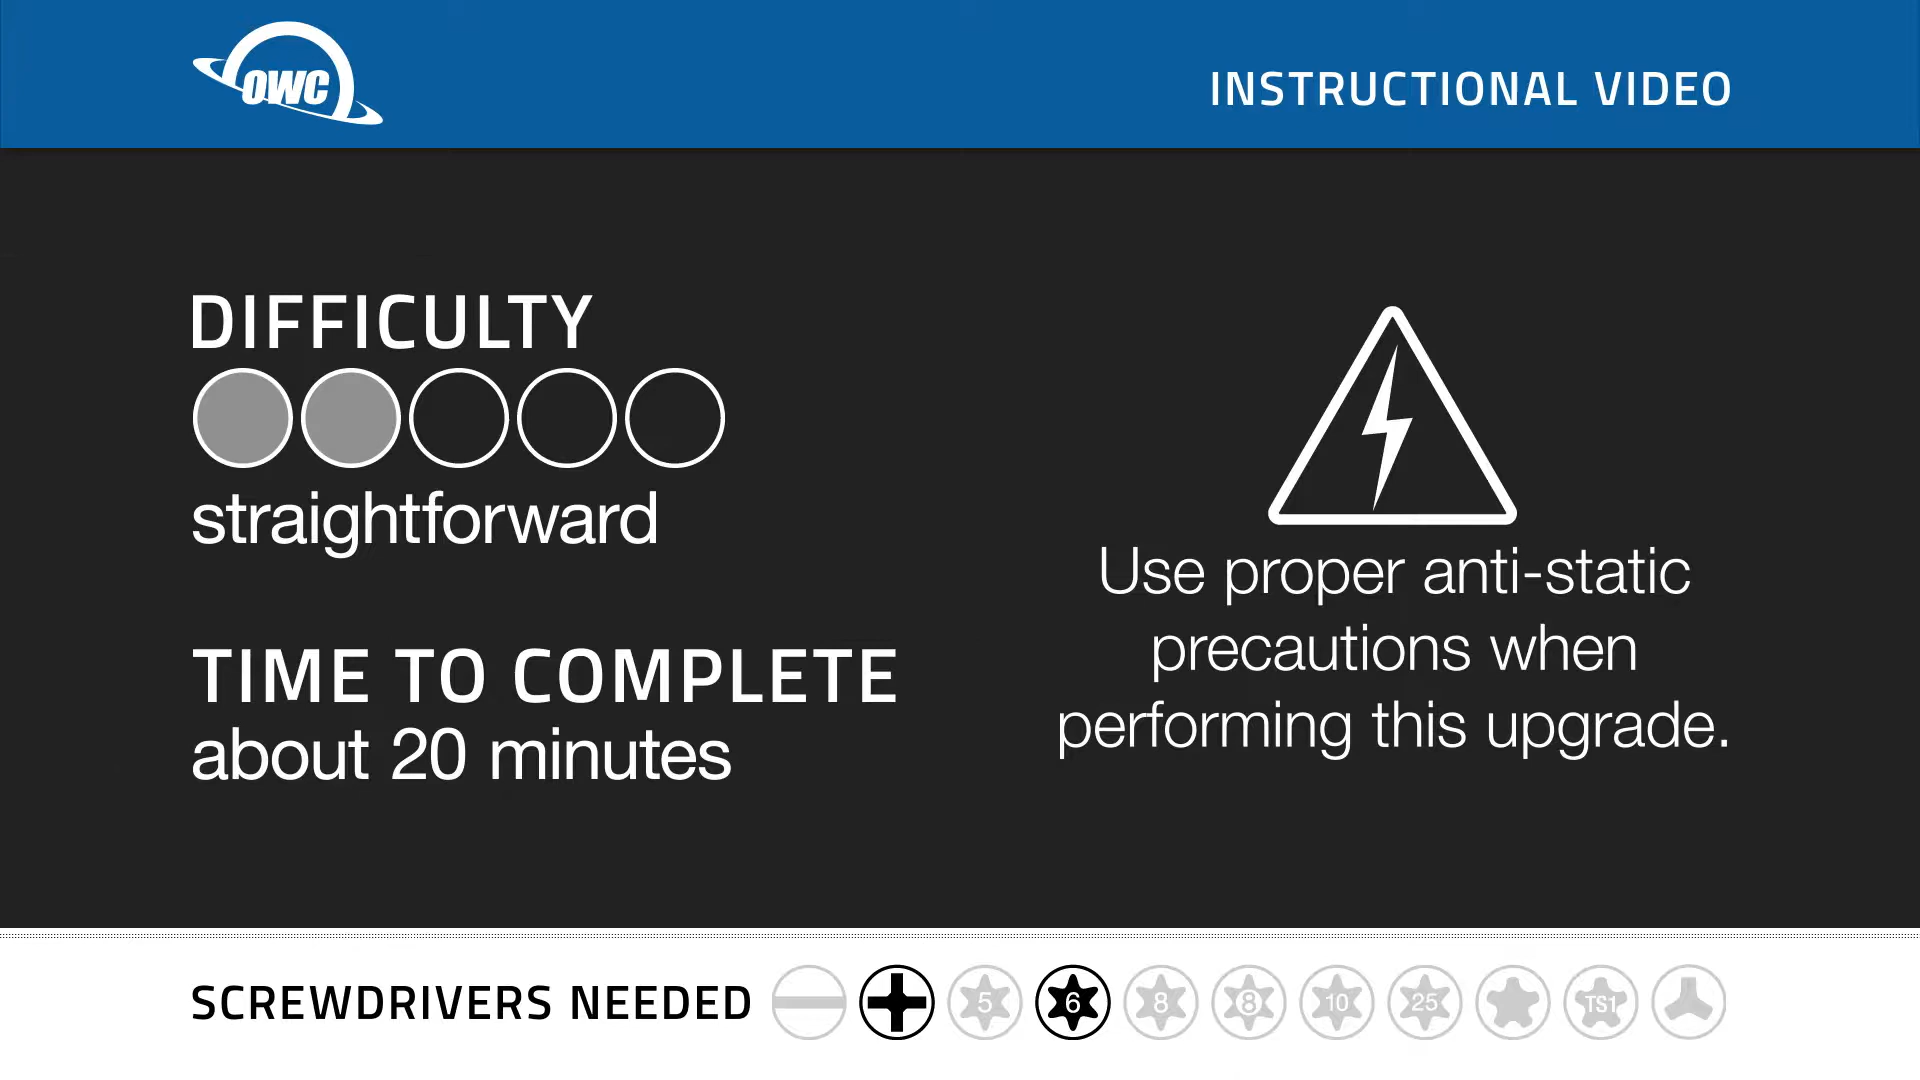 OWC
INSTRUCTIONAL VIDEO
DIFFICULTY
straightforward
TIME TO COMPLETE
about 20 minutes
Use proper anti-static
precautions when
performing this upgrade.
SCREWDRIVERS NEEDED 5 6 8 8 10 25 TS1